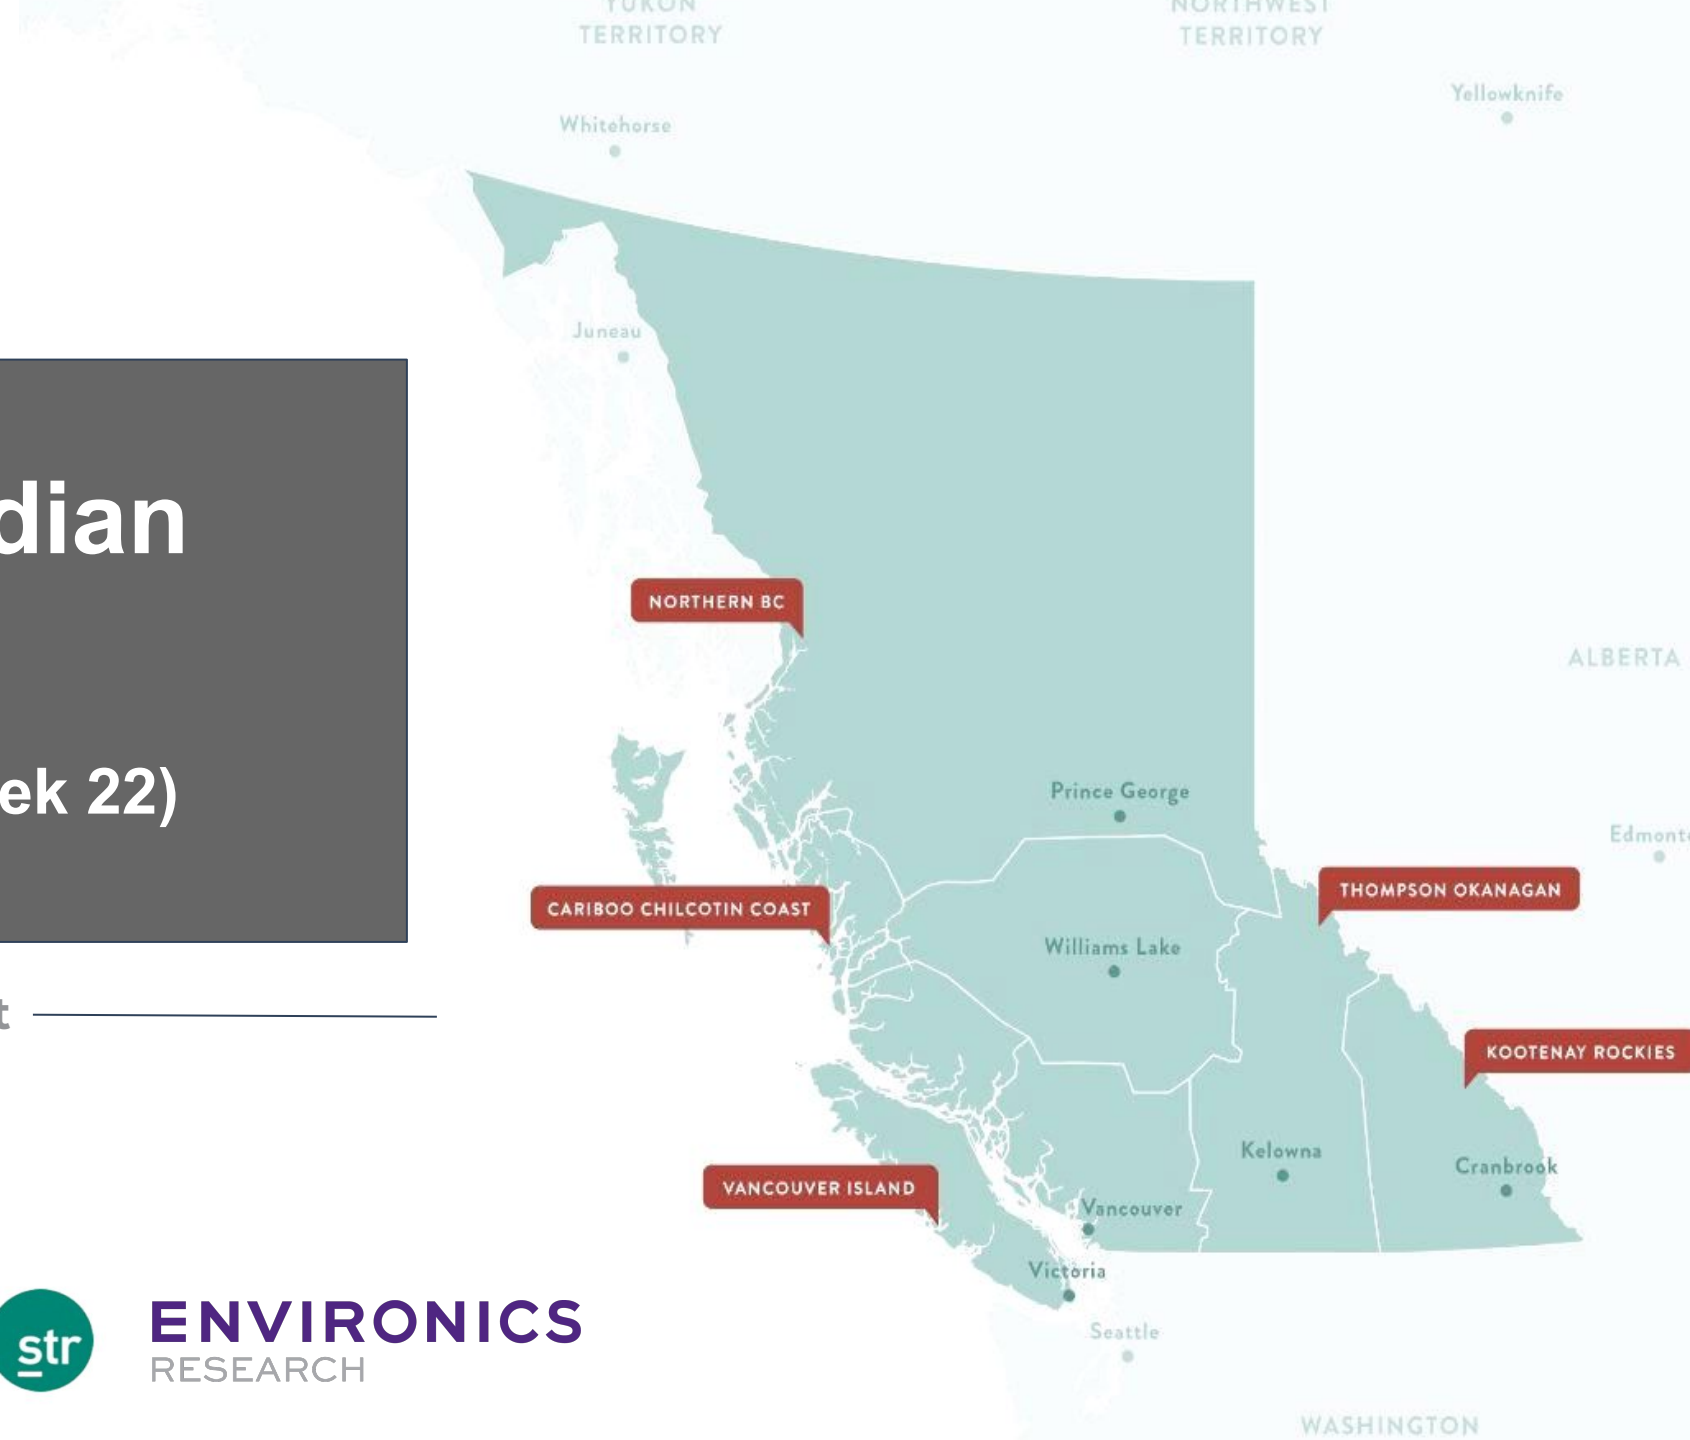 YUKON
TERRITORY
NORTHWEST
TERRITORY
Yellowknife
Whitehorse
Juneau
dian
NORTHERN BC
ALBERTA
ek 22)
Prince George
Edmont
THOMPSON OKANAGAN
CARIBOO CHILCOTIN COAST
Williams Lake
t
KOOTENAY ROCKIES
Kelowna
Cranbrook
VANCOUVER ISLAND
Vancouver
Victoria
str
ENVIRONICS
RESEARCH
Seattle
WASHINGTON